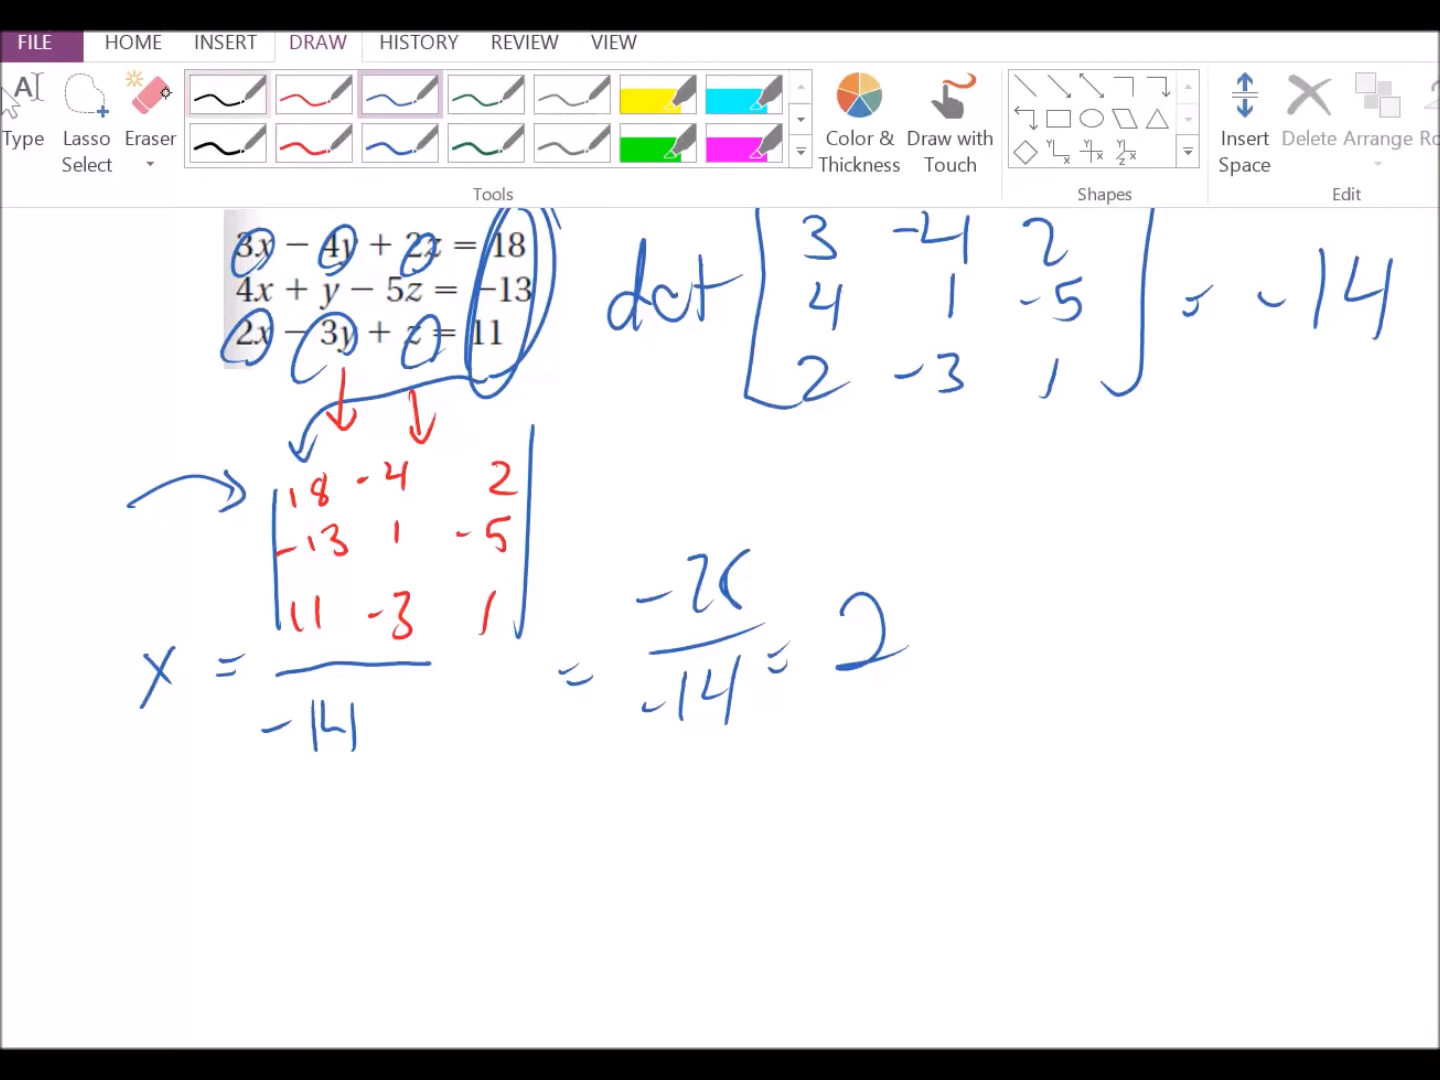 FILE HOME INSERT DRAW HISTORY REVIEW VIEW
Type
Lasso Select
Eraser
Color & Thickness
Draw with Touch
Insert Space
Delete Arrange Ro
Tools Shapes Edit
3x − 4y + 2z = 18
4x + y − 5z = −13
2x − 3y + z = 11
det
3 -4 2
4 1 -5
2 -3 1
= -14
18 -4 2
-13 1 -5
11 -3 1
x = -14
= -14 = 2